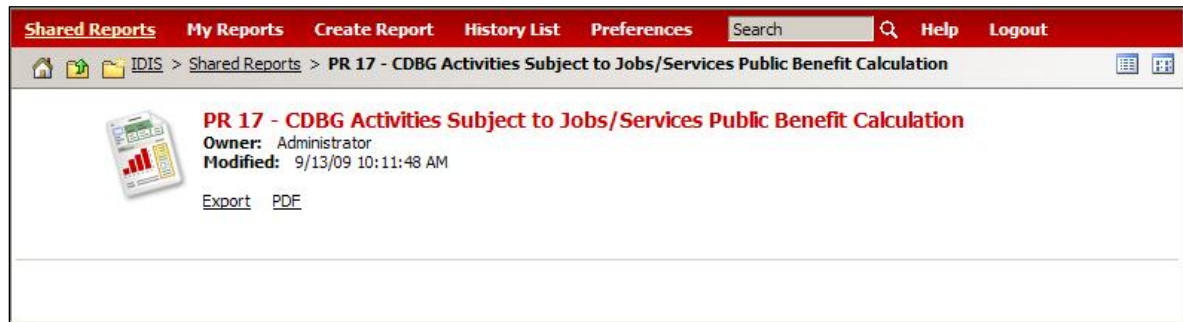 Shared Reports My Reports Create Report History List Preferences Search Help Logout
IDIS > Shared Reports > PR 17 - CDBG Activities Subject to Jobs/Services Public Benefit Calculation
PR 17 - CDBG Activities Subject to Jobs/Services Public Benefit Calculation
Owner: Administrator
Modified: 9/13/09 10:11:48 AM
Export PDF